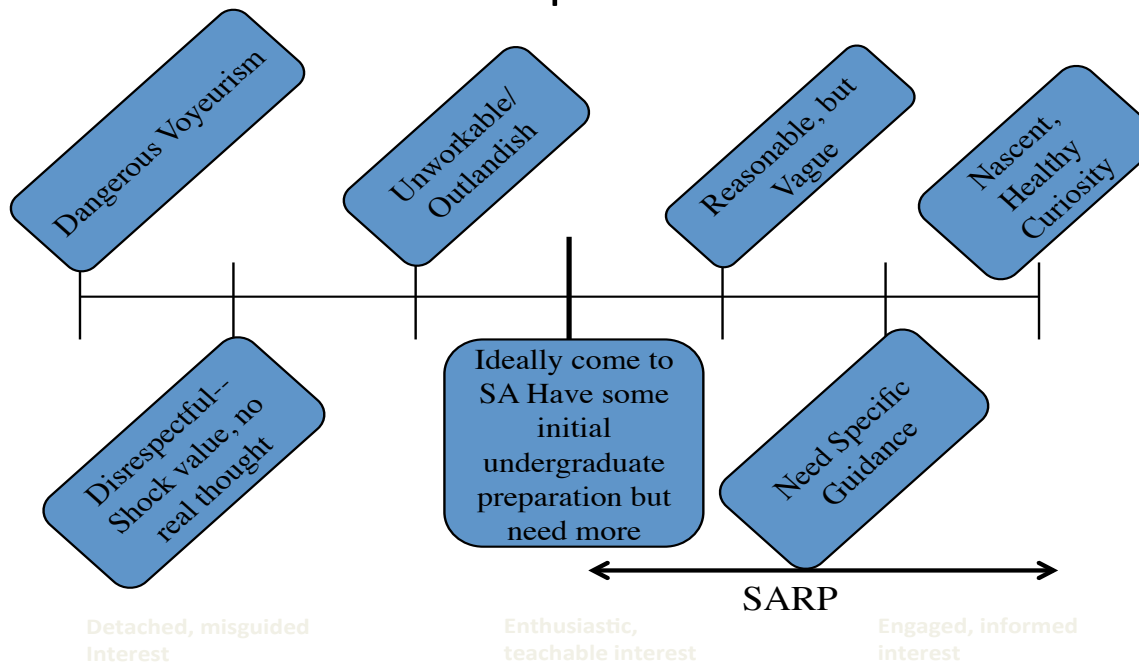 Dangerous Voyeurism
Unworkable/
Outlandish
Reasonable, but
Vague
Nascent,
Healthy
Curiosity
Disrespectful--
Shock value, no
real thought
Ideally come to
SA Have some
initial
undergraduate
preparation but
need more
Need Specific
Guidance
SARP
Detached, misguided
Interest
Enthusiastic,
teachable interest
Engaged, informed
interest